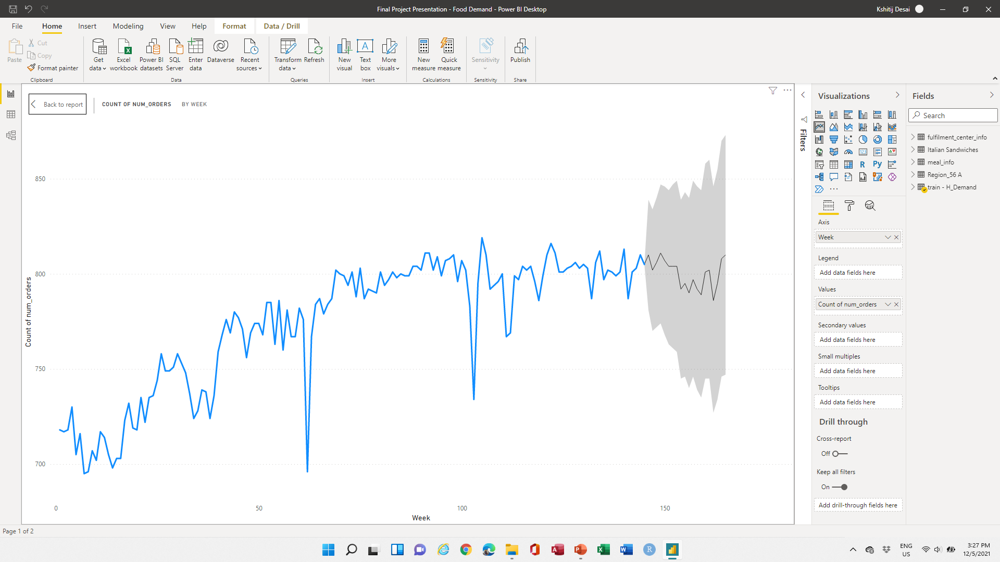 Final Project Presentation - Food Demand - Power BI Desktop
Kshitij Desai
File Home Insert Modeling View Help Format Data / Drill
Paste
Cut
Copy
Format painter
Clipboard
Get data
Excel workbook
Power BI datasets
SQL Server
Enter data
Dataverse
Recent sources
Data
Transform data
Refresh
Queries
New visual
Text box
More visuals
Insert
New measure
Quick measure
Calculations
Sensitivity
Sensitivity
Publish
Share
Back to report
COUNT OF NUM_ORDERS BY WEEK
850
800
750
700
Count of num_orders
0 50 100 150
Week
Filters
Visualizations
123
R
Py
Axis
Week
Legend
Add data fields here
Values
Count of num_orders
Secondary values
Add data fields here
Small multiples
Add data fields here
Tooltips
Add data fields here
Drill through
Cross-report
Off
Keep all filters
On
Add drill-through fields here
Fields
Search
fulfilment_center_info
Italian Sandwiches
meal_info
Region_56 A
train - H_Demand
Page 1 of 2
ENG
US
3:27 PM
12/5/2021